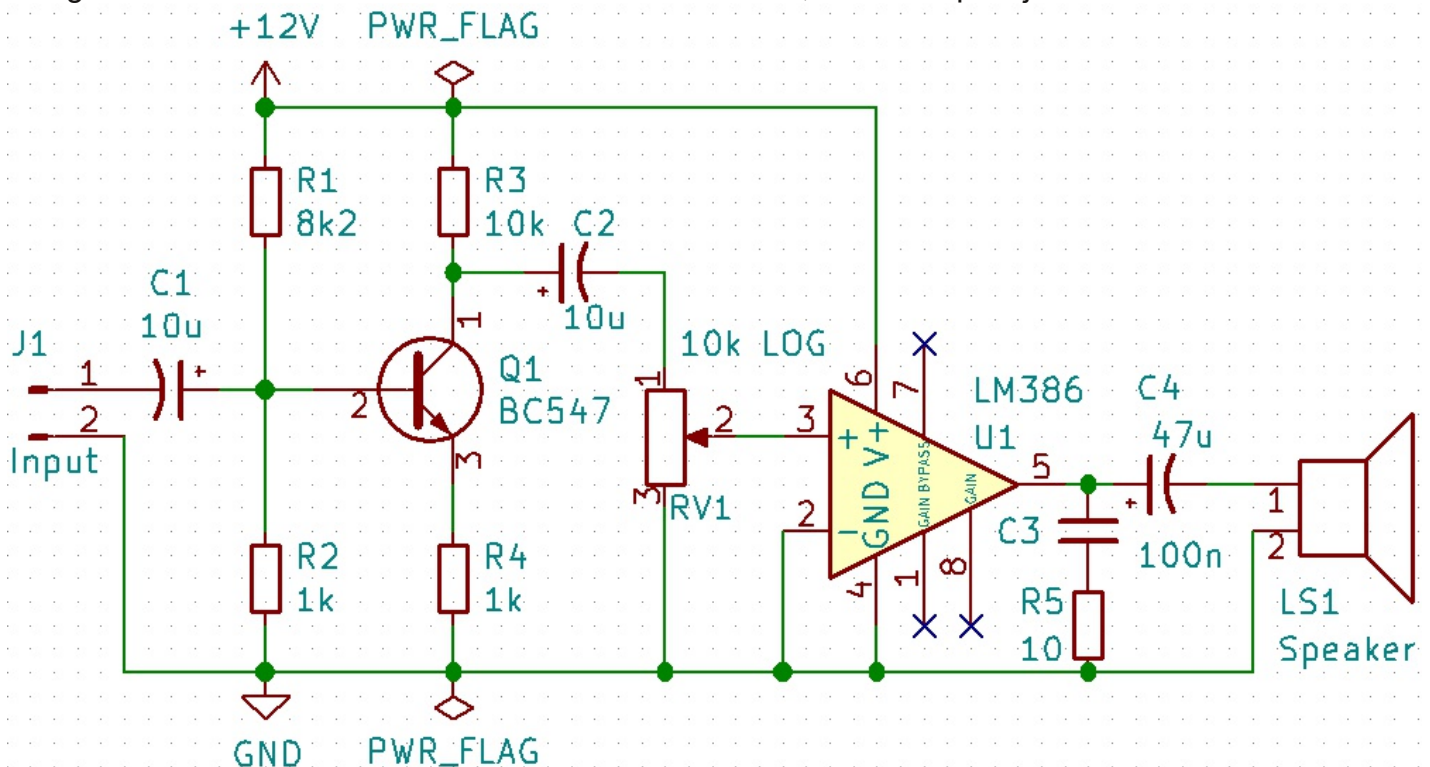 +12V PWR_FLAG
R1
8k2
R3
10k
C2
10u
C1
10u
J1
1
2
Input
2
1
3
Q1
BC547
10k LOG
1
2
3
RV1
3
2
6
7
+
V+
-
GND
GAIN BYPASS
GAIN
4
1
8
5
LM386
U1
C4
47u
C3
100n
R5
10
1
2
LS1
Speaker
R2
1k
R4
1k
+
+
+
GND PWR_FLAG